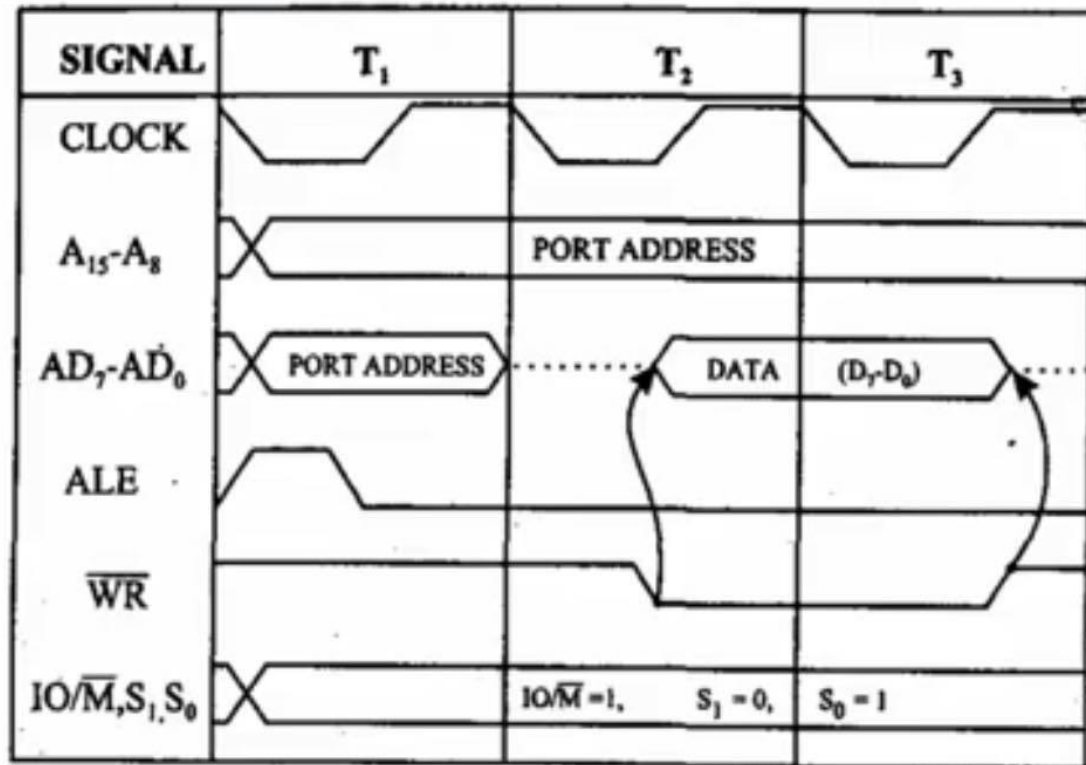 SIGNAL T₁ T₂ T₃
CLOCK
A₁₅-A₈ PORT ADDRESS
AD₇-AD₀ PORT ADDRESS DATA (D₇-D₀)
ALE
W̅R̅
IO/M̅,S₁,S₀ IO/M̅ =1, S₁ = 0, S₀ = 1